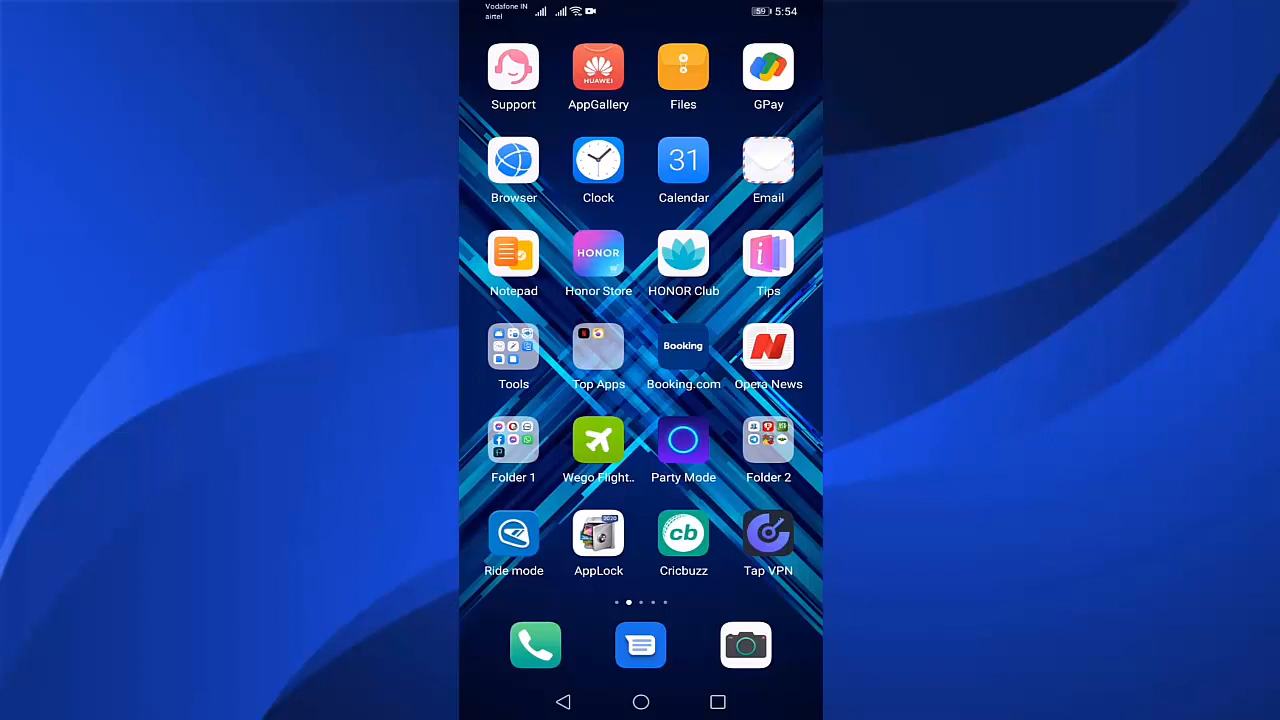 Vodafone IN
airtel
59 5:54
HUAWEI
Support AppGallery Files GPay
31
Browser Clock Calendar Email
HONOR
i
Notepad Honor Store HONOR Club Tips
Booking
N
Tools Top Apps Booking.com Opera News
Folder 1 Wego Flight.. Party Mode Folder 2
2020
cb
Ride mode AppLock Cricbuzz Tap VPN